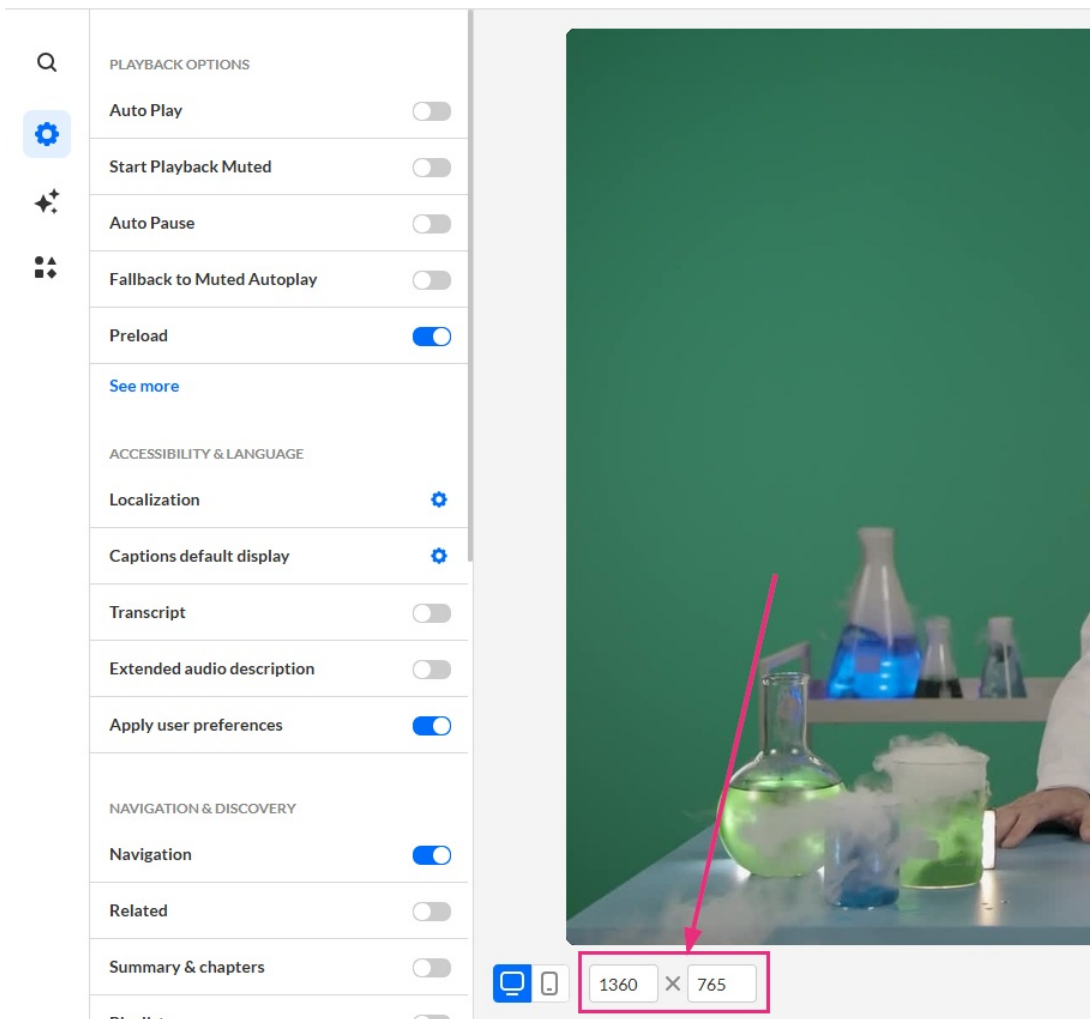 PLAYBACK OPTIONS
Auto Play
Start Playback Muted
Auto Pause
Fallback to Muted Autoplay
Preload
See more
ACCESSIBILITY & LANGUAGE
Localization
Captions default display
Transcript
Extended audio description
Apply user preferences
NAVIGATION & DISCOVERY
Navigation
Related
Summary & chapters
1360 X 765